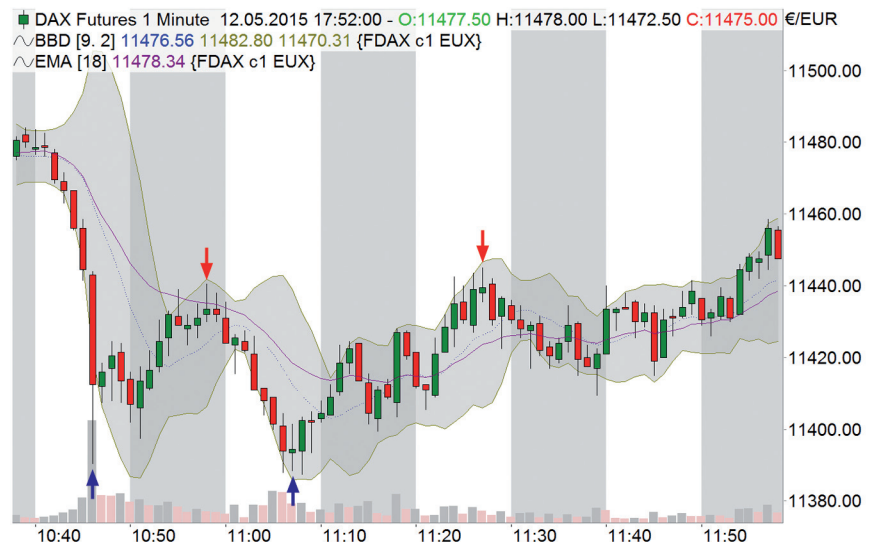 DAX Futures 1 Minute 12.05.2015 17:52:00 - O:11477.50 H:11478.00 L:11472.50 C:11475.00 €/EUR
BBD [9. 2] 11476.56 11482.80 11470.31 {FDAX c1 EUX}
EMA [18] 11478.34 {FDAX c1 EUX}
11500.00
11480.00
11460.00
11440.00
11420.00
11400.00
11380.00
10:40 10:50 11:00 11:10 11:20 11:30 11:40 11:50